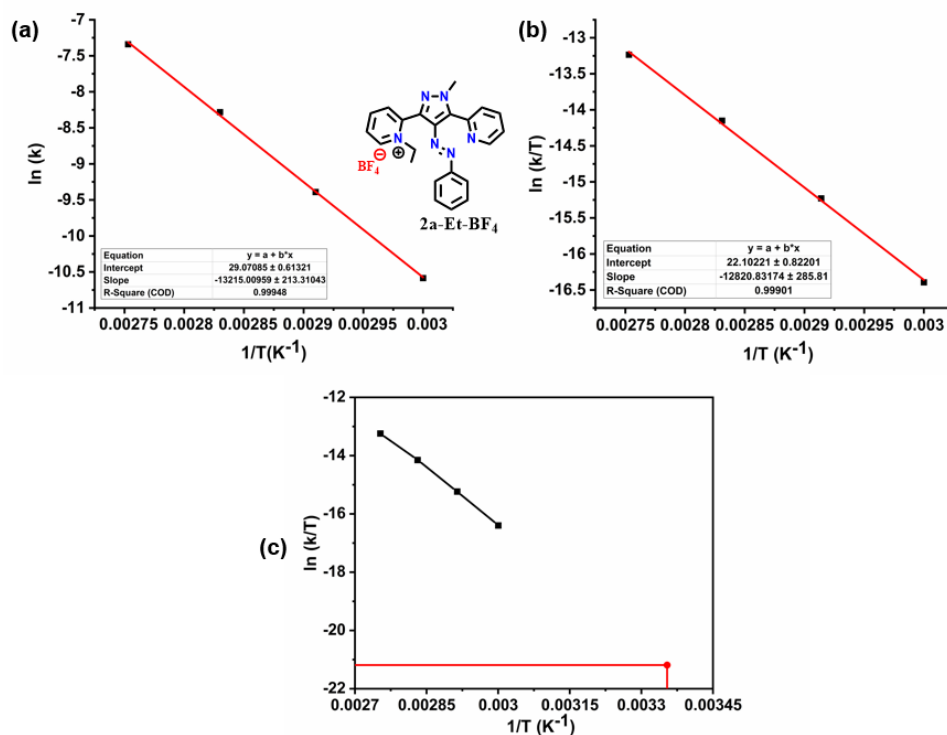 (a)
-7
-7.5
-8
-8.5
-9
-9.5
-10
-10.5
-11
ln (k)
Equation y = a + b*x
Intercept 29.07085 ± 0.61321
Slope -13215.00959 ± 213.31043
R-Square (COD) 0.99948
0.00275 0.0028 0.00285 0.0029 0.00295 0.003
1/T(K-1)
N N
N
N
N
N
BF4
⊖
⊕
2a-Et-BF4
(b)
-13
-13.5
-14
-14.5
-15
-15.5
-16
-16.5
ln (k/T)
Equation y = a + b*x
Intercept 22.10221 ± 0.82201
Slope -12820.83174 ± 285.81
R-Square (COD) 0.99901
0.00275 0.0028 0.00285 0.0029 0.00295 0.003
1/T (K-1)
(c)
-12
-14
-16
-18
-20
-22
ln (k/T)
0.0027 0.00285 0.003 0.00315 0.0033 0.00345
1/T (K-1)